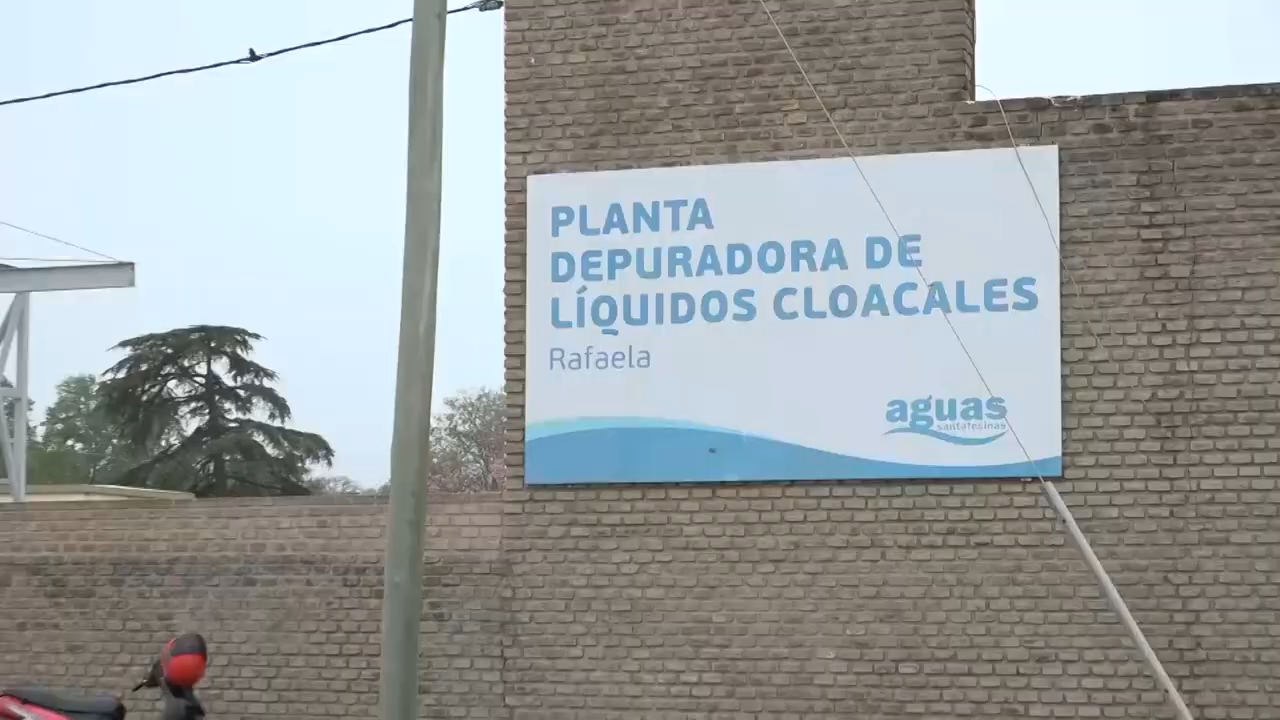 PLANTA
DEPURADORA DE
LÍQUIDOS CLOACALES
Rafaela
aguas
santafesinas